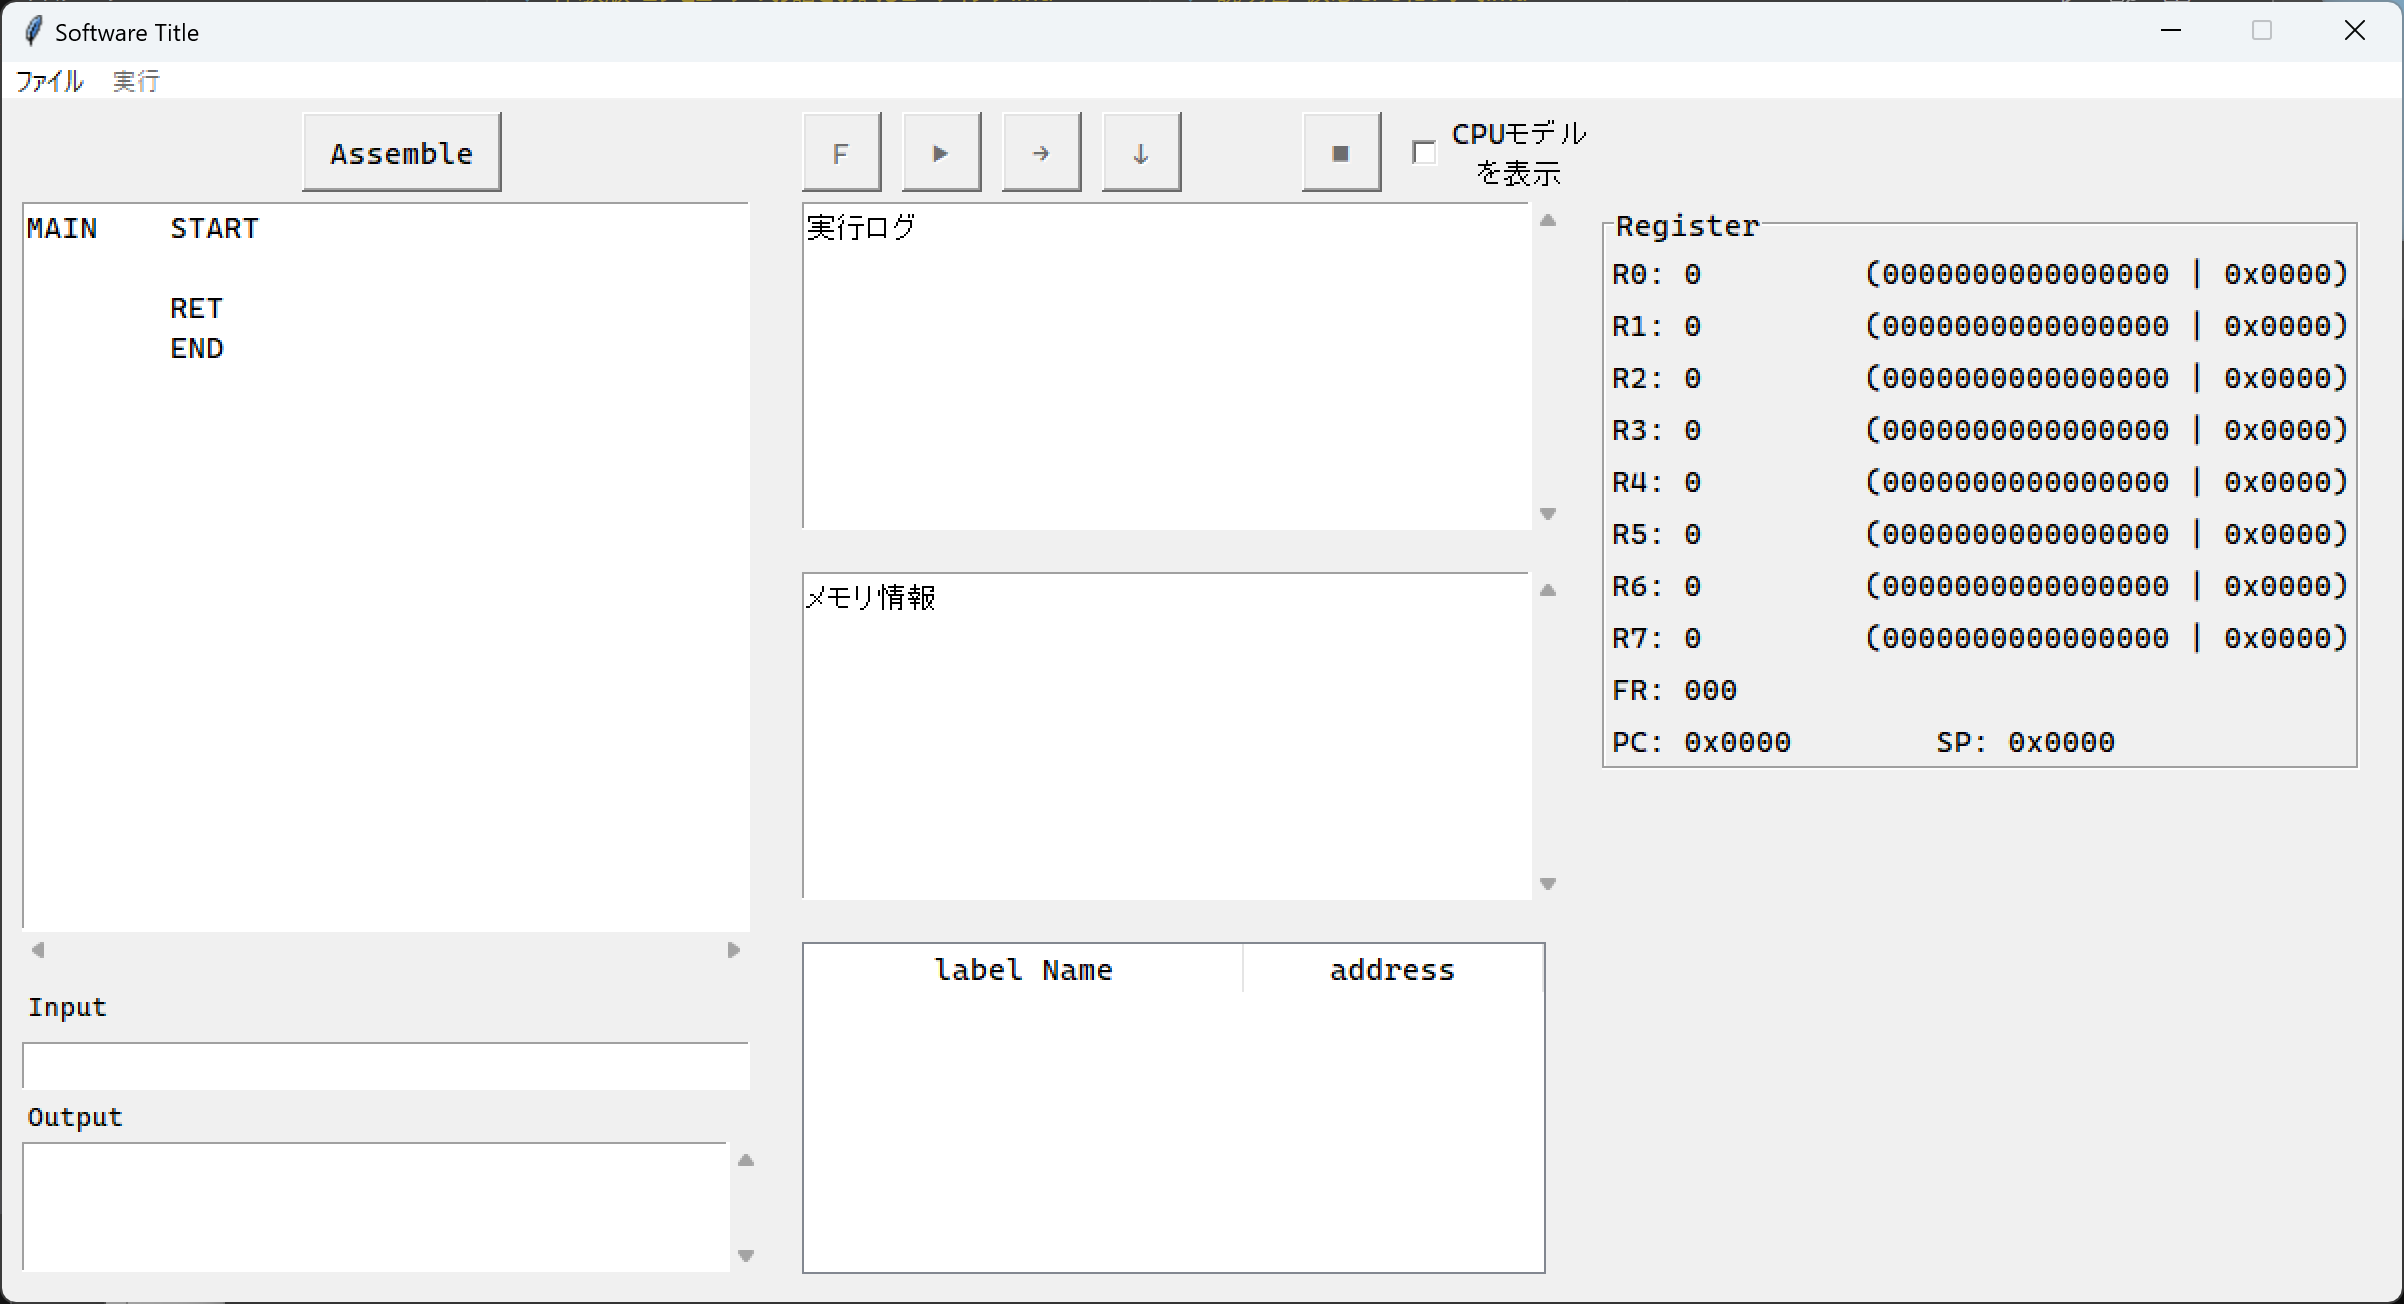 Software Title
ファイル 実行
Assemble
F ▶ → ↓ ■
CPUモデル
を表示
MAIN START
RET
END
Input
Output
実行ログ
メモリ情報
label Name address
Register
R0: 0 (0000000000000000 | 0x0000)
R1: 0 (0000000000000000 | 0x0000)
R2: 0 (0000000000000000 | 0x0000)
R3: 0 (0000000000000000 | 0x0000)
R4: 0 (0000000000000000 | 0x0000)
R5: 0 (0000000000000000 | 0x0000)
R6: 0 (0000000000000000 | 0x0000)
R7: 0 (0000000000000000 | 0x0000)
FR: 000
PC: 0x0000 SP: 0x0000